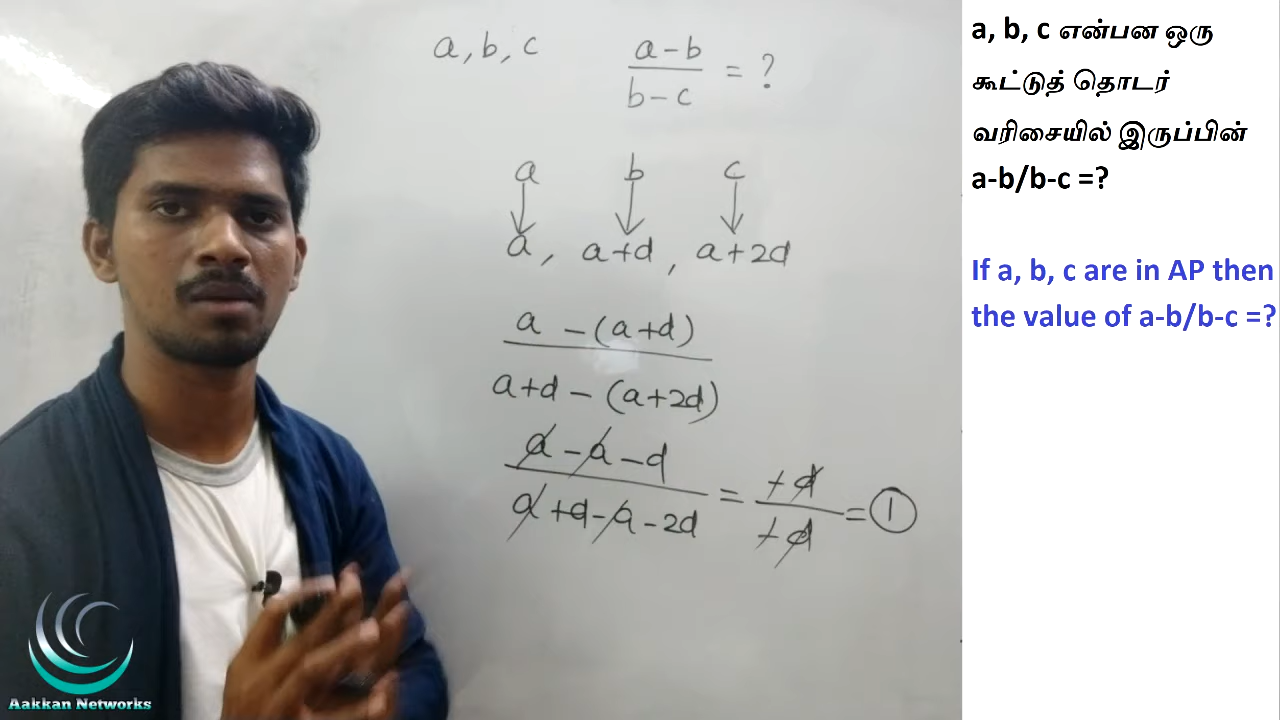 a, b, c
a-b
b-c
= ?
a b c
a, a+d, a+2d
a - (a+d)
a+d - (a+2d)
a - a - d
a + d - a - 2d
= +d
+d
= 1
a, b, c என்பன ஒரு
கூட்டுத் தொடர்
வரிசையில் இருப்பின்
a-b/b-c =?
If a, b, c are in AP then
the value of a-b/b-c =?
Aakkan Networks